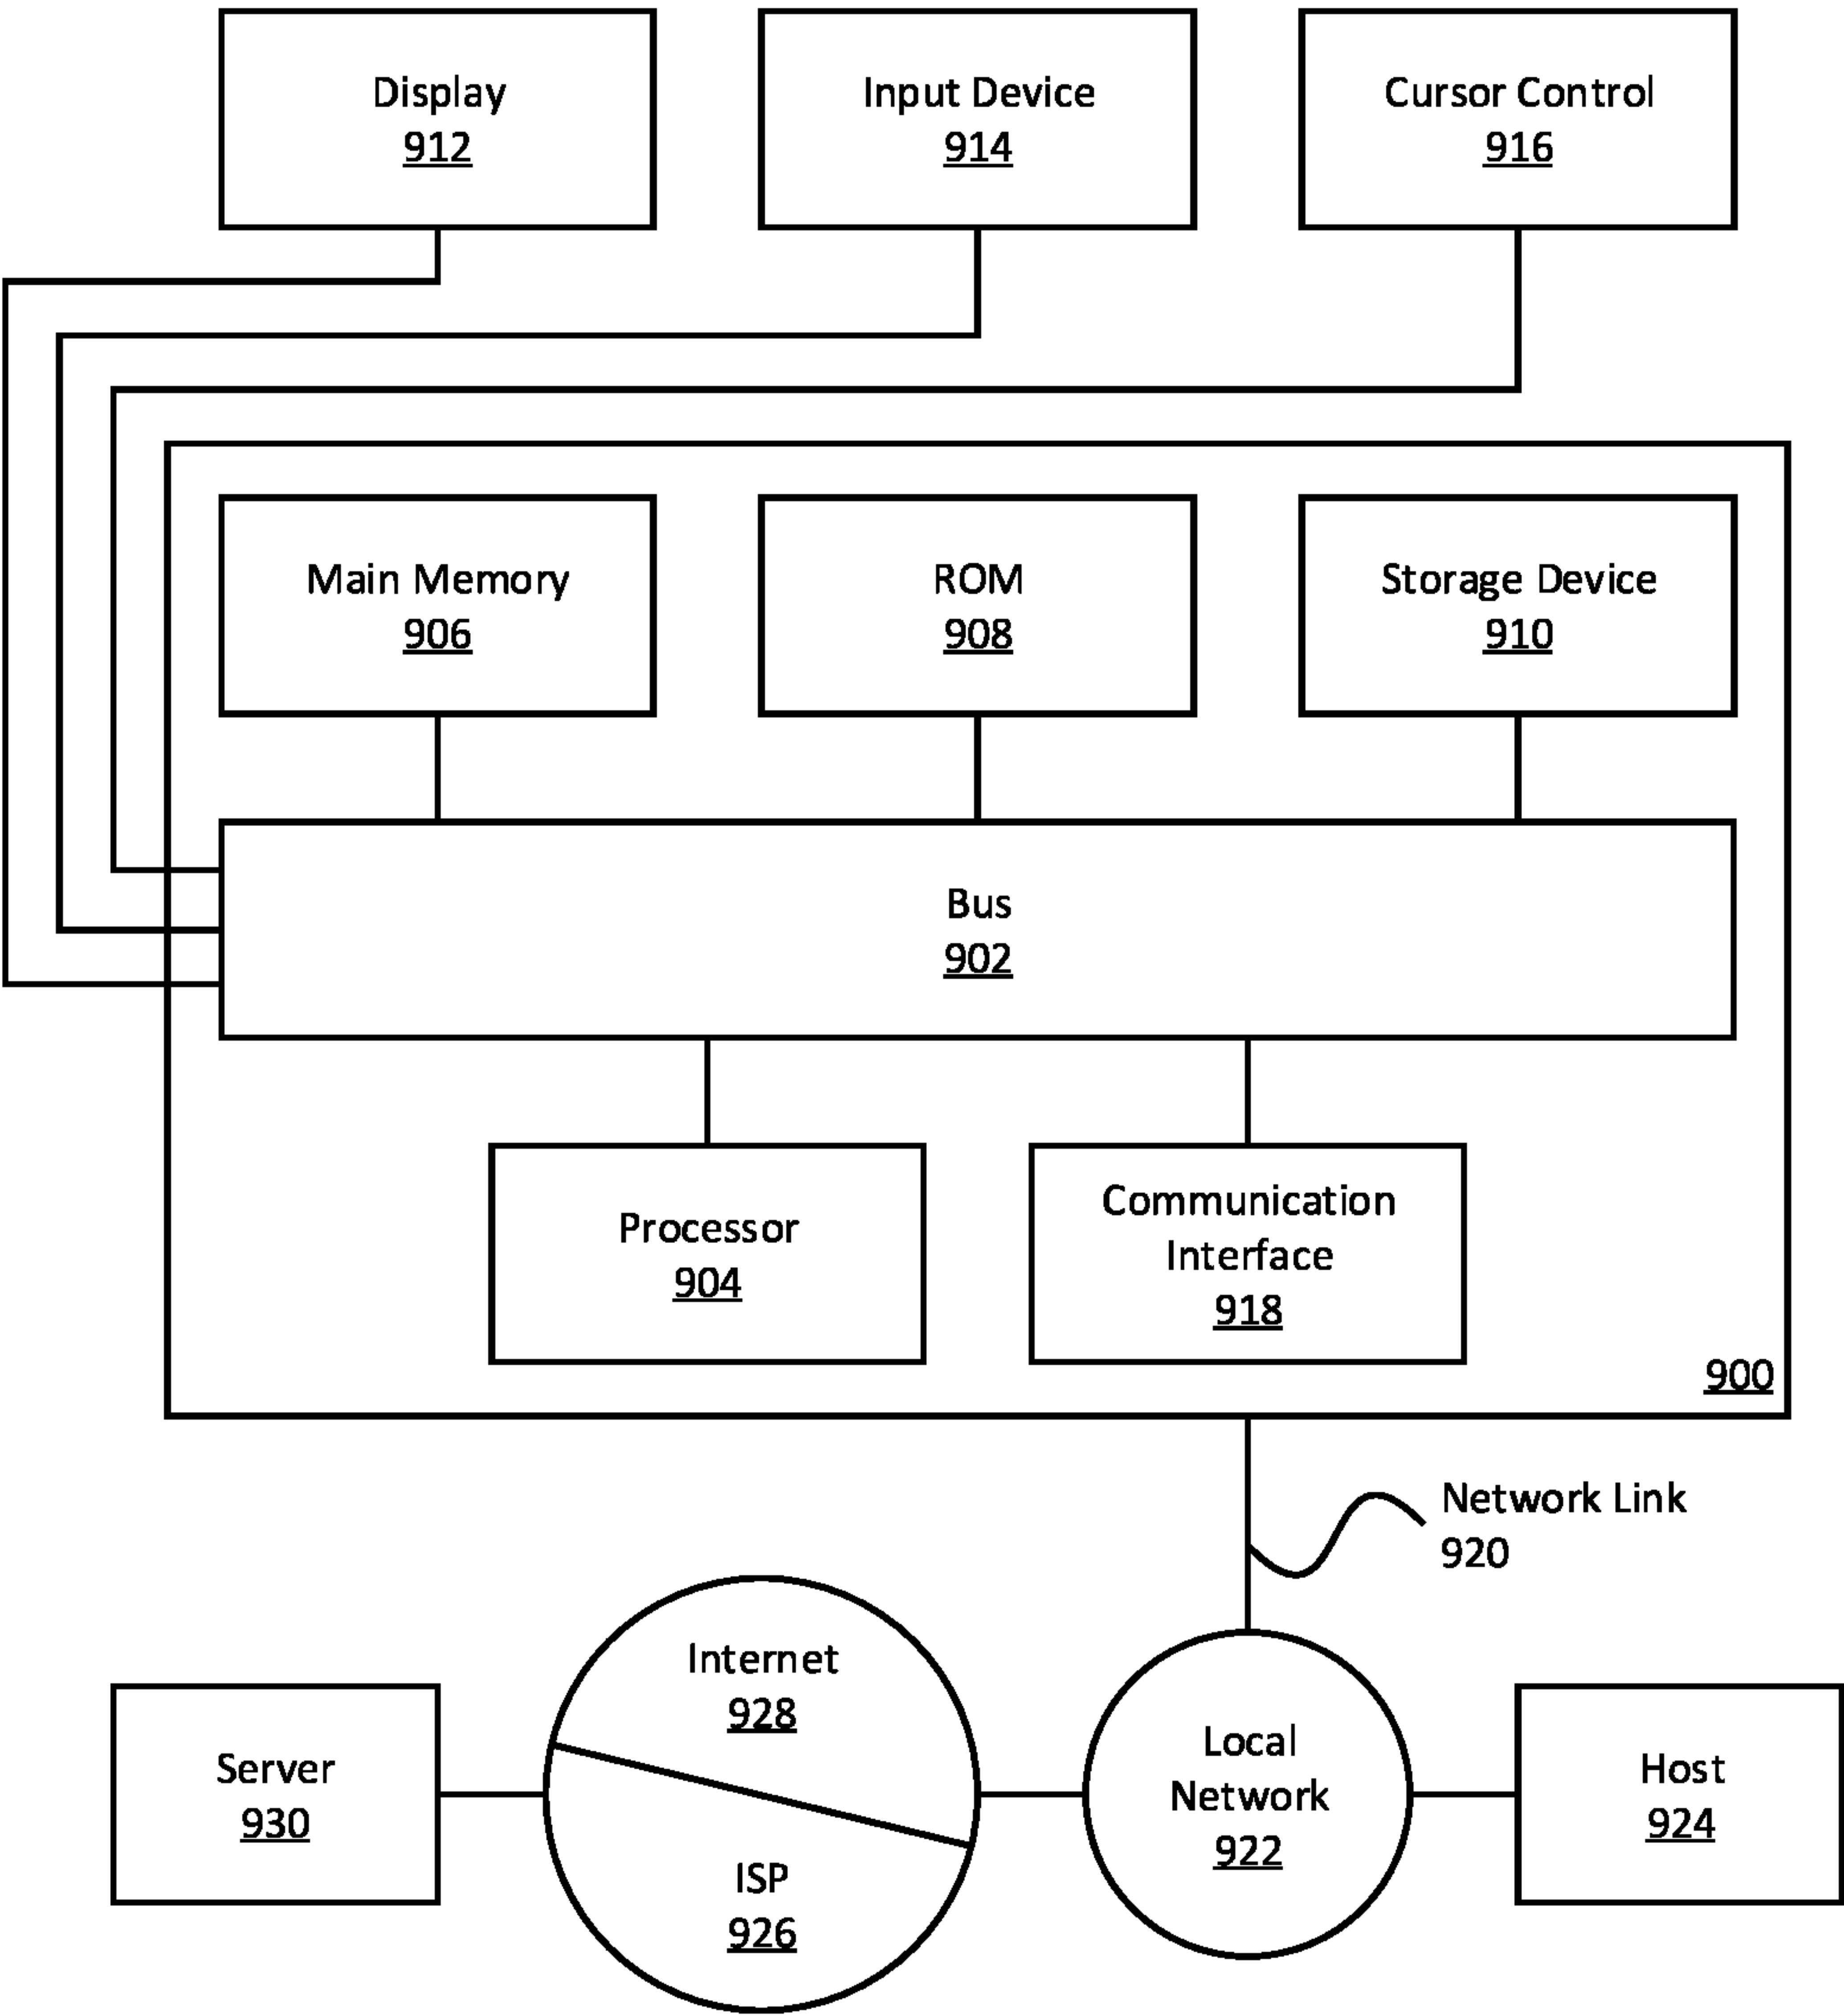 Display
912
Input Device
914
Cursor Control
916
Main Memory
906
ROM
908
Storage Device
910
Bus
902
Processor
904
Communication
Interface
918
900
Network Link
920
Internet
928
ISP
926
Server
930
Local
Network
922
Host
924